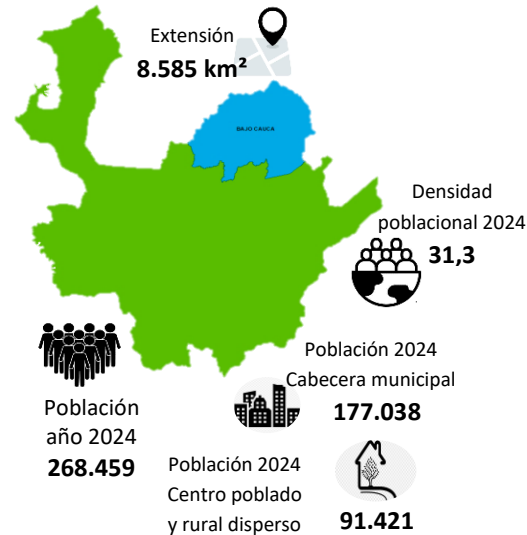 Extensión
8.585 km²
BAJO CAUCA
Densidad
poblacional 2024
31,3
Población 2024
Cabecera municipal
177.038
Población
año 2024
268.459
Población 2024
Centro poblado
y rural disperso
91.421